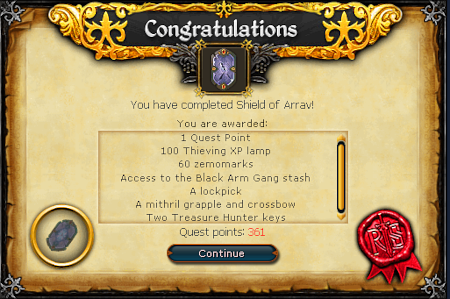 Congratulations
You have completed Shield of Arrav!
You are awarded:
1 Quest Point
100 Thieving XP lamp
60 zemomarks
Access to the Black Arm Gang stash
A lockpick
A mithril grapple and crossbow
Two Treasure Hunter keys
Quest points: 361
Continue
RS